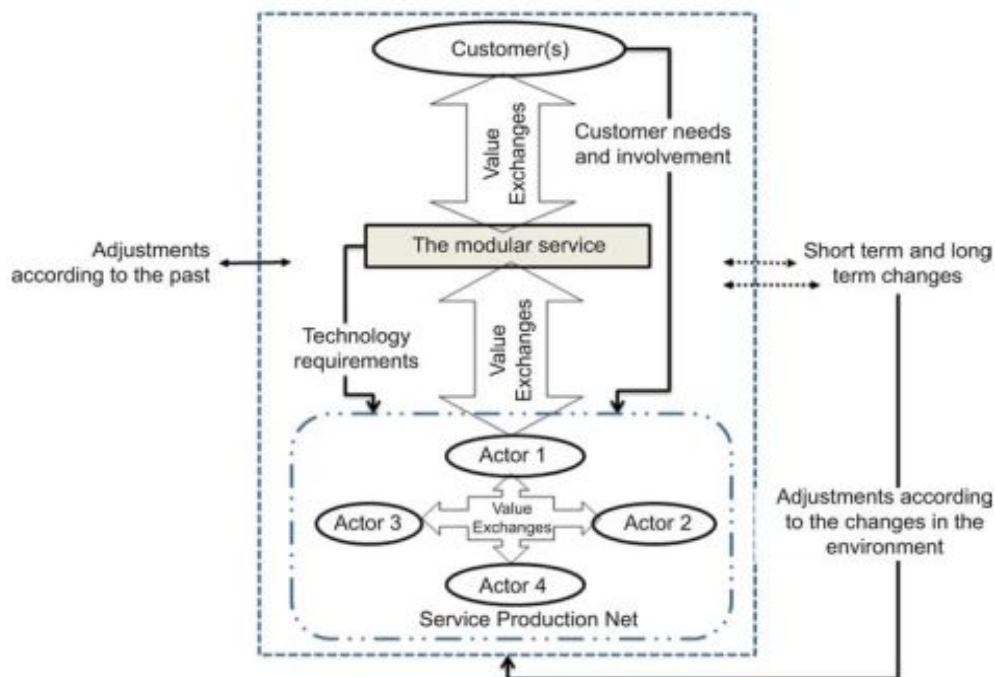 Customer(s)
Value
Exchanges
Customer needs
and involvement
The modular service
Adjustments
according to the past
Short term and long
term changes
Technology
requirements
Value
Exchanges
Actor 1
Actor 3
Value
Exchanges
Actor 2
Actor 4
Service Production Net
Adjustments according
to the changes in the
environment